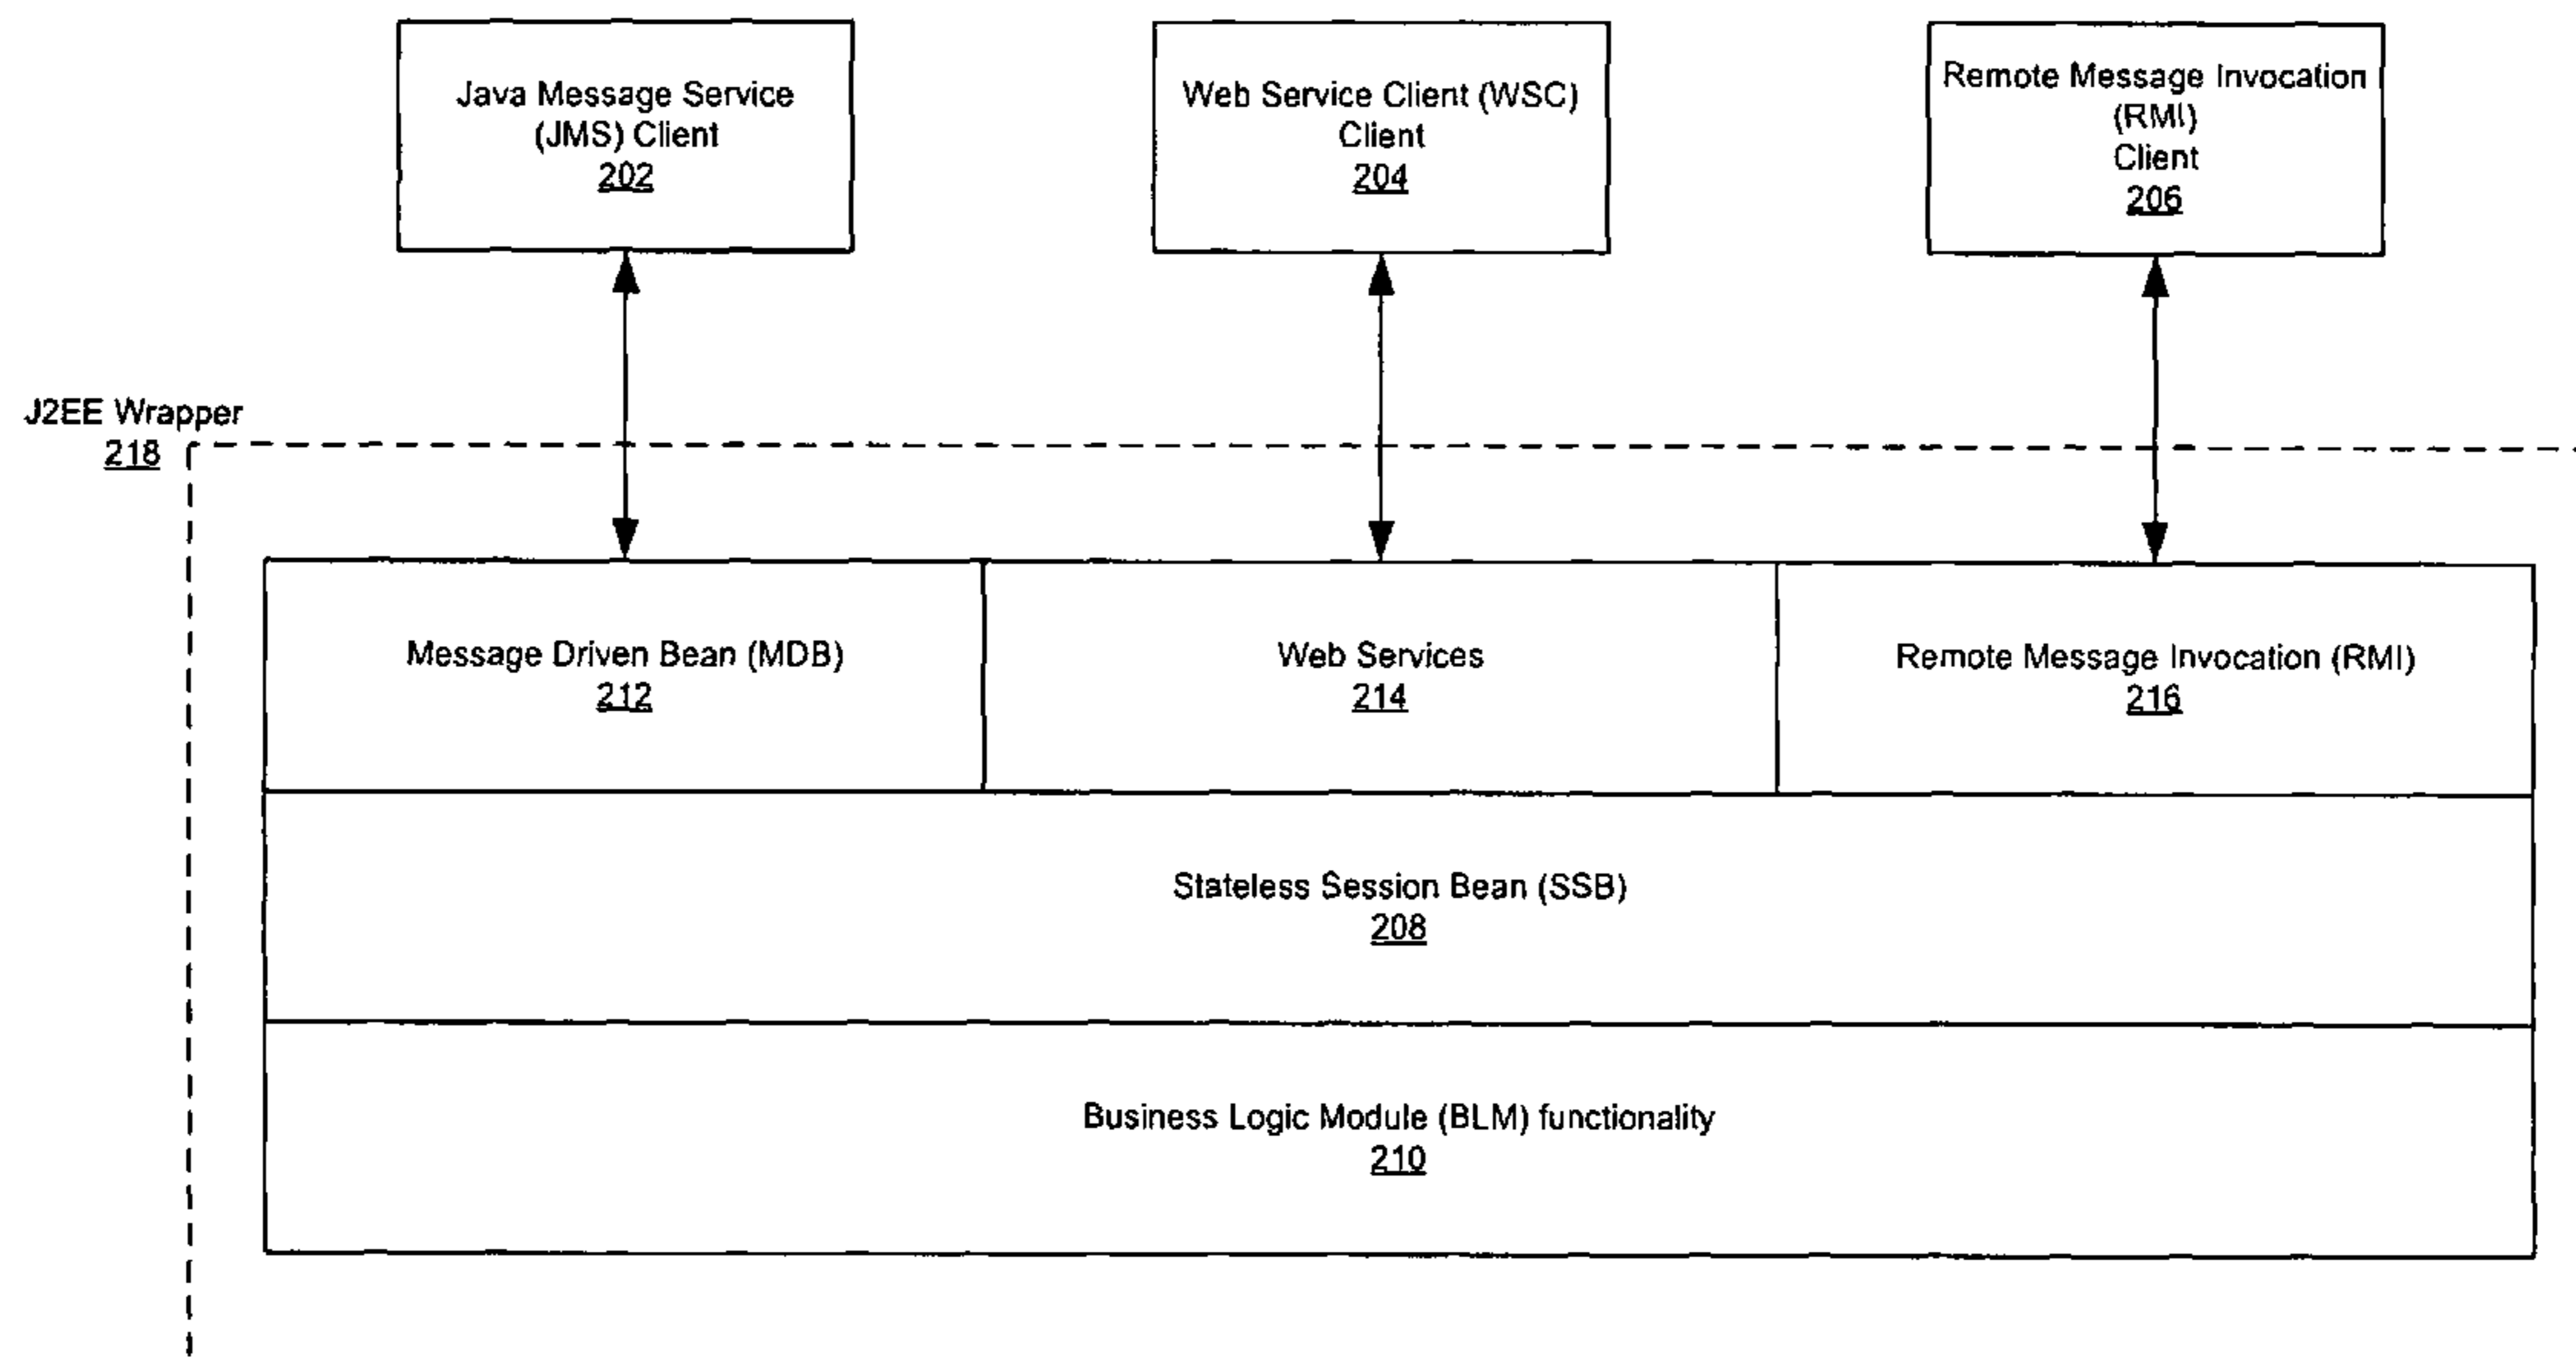 Java Message Service
(JMS) Client
202
Web Service Client (WSC)
Client
204
Remote Message Invocation
(RMI)
Client
206
J2EE Wrapper
218
Message Driven Bean (MDB)
212
Web Services
214
Remote Message Invocation (RMI)
216
Stateless Session Bean (SSB)
208
Business Logic Module (BLM) functionality
210